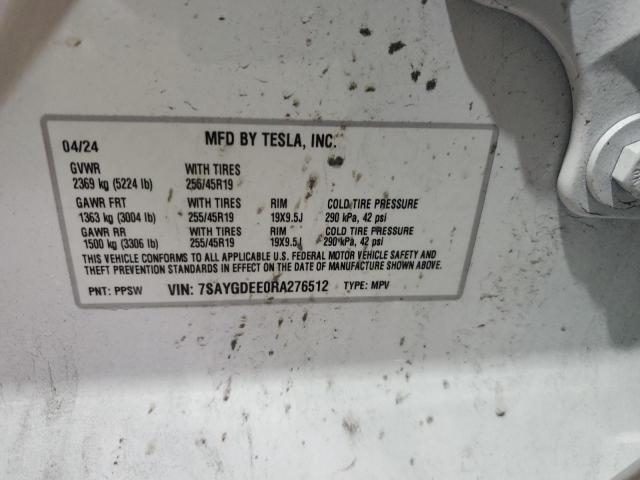 04/24 MFD BY TESLA, INC.
GVWR WITH TIRES
2369 kg (5224 lb) 255/45R19
GAWR FRT WITH TIRES RIM COLD TIRE PRESSURE
1363 kg (3004 lb) 255/45R19 19X9.5J 290 kPa, 42 psi
GAWR RR WITH TIRES RIM COLD TIRE PRESSURE
1500 kg (3306 lb) 255/45R19 19X9.5J 290 kPa, 42 psi
THIS VEHICLE CONFORMS TO ALL APPLICABLE U.S. FEDERAL MOTOR VEHICLE SAFETY AND
THEFT PREVENTION STANDARDS IN EFFECT ON THE DATE OF MANUFACTURE SHOWN ABOVE.
PNT: PPSW VIN: 7SAYGDEE0RA276512 TYPE: MPV